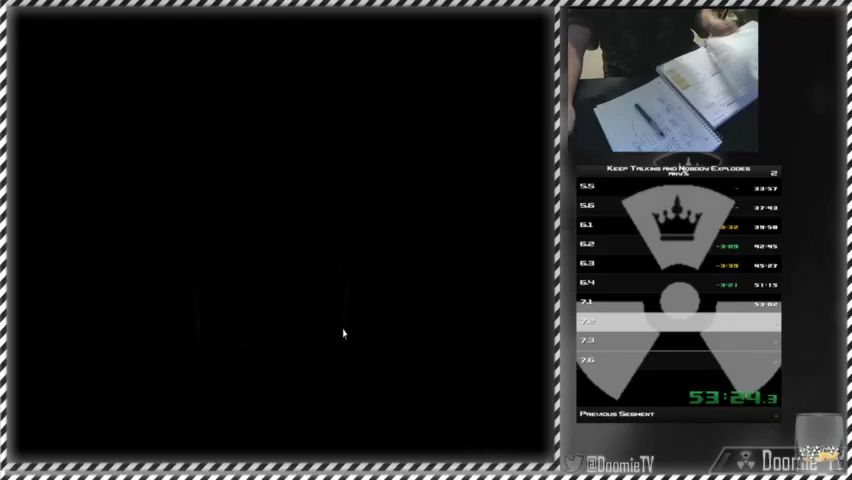 Keep Talking and Nobody Explodes
Any%
2
5.5 - 33:57
5.6 - 37:43
6.1 -3:32 39:58
6.2 -3:09 42:45
6.3 -3:39 45:27
6.4 -3:21 51:15
7.1 53:02
7.2 -
7.3 -
7.6 -
53:24.3
Previous Segment -
@DoomieTV